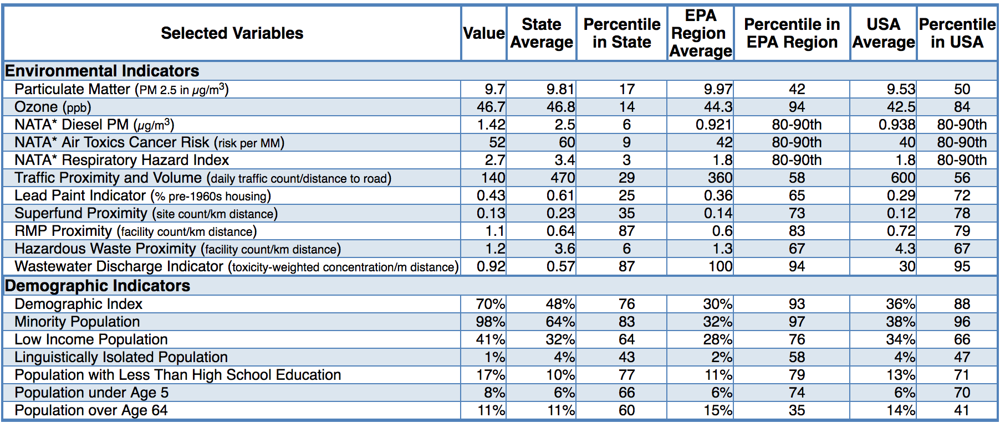 Selected Variables Value State Average Percentile in State EPA Region Average Percentile in EPA Region USA Average Percentile in USA
Environmental Indicators
Particulate Matter (PM 2.5 in µg/m³) 9.7 9.81 17 9.97 42 9.53 50
Ozone (ppb) 46.7 46.8 14 44.3 94 42.5 84
NATA* Diesel PM (µg/m³) 1.42 2.5 6 0.921 80-90th 0.938 80-90th
NATA* Air Toxics Cancer Risk (risk per MM) 52 60 9 42 80-90th 40 80-90th
NATA* Respiratory Hazard Index 2.7 3.4 3 1.8 80-90th 1.8 80-90th
Traffic Proximity and Volume (daily traffic count/distance to road) 140 470 29 360 58 600 56
Lead Paint Indicator (% pre-1960s housing) 0.43 0.61 25 0.36 65 0.29 72
Superfund Proximity (site count/km distance) 0.13 0.23 35 0.14 73 0.12 78
RMP Proximity (facility count/km distance) 1.1 0.64 87 0.6 83 0.72 79
Hazardous Waste Proximity (facility count/km distance) 1.2 3.6 6 1.3 67 4.3 67
Wastewater Discharge Indicator (toxicity-weighted concentration/m distance) 0.92 0.57 87 100 94 30 95
Demographic Indicators
Demographic Index 70% 48% 76 30% 93 36% 88
Minority Population 98% 64% 83 32% 97 38% 96
Low Income Population 41% 32% 64 28% 76 34% 66
Linguistically Isolated Population 1% 4% 43 2% 58 4% 47
Population with Less Than High School Education 17% 10% 77 11% 79 13% 71
Population under Age 5 8% 6% 66 6% 74 6% 70
Population over Age 64 11% 11% 60 15% 35 14% 41